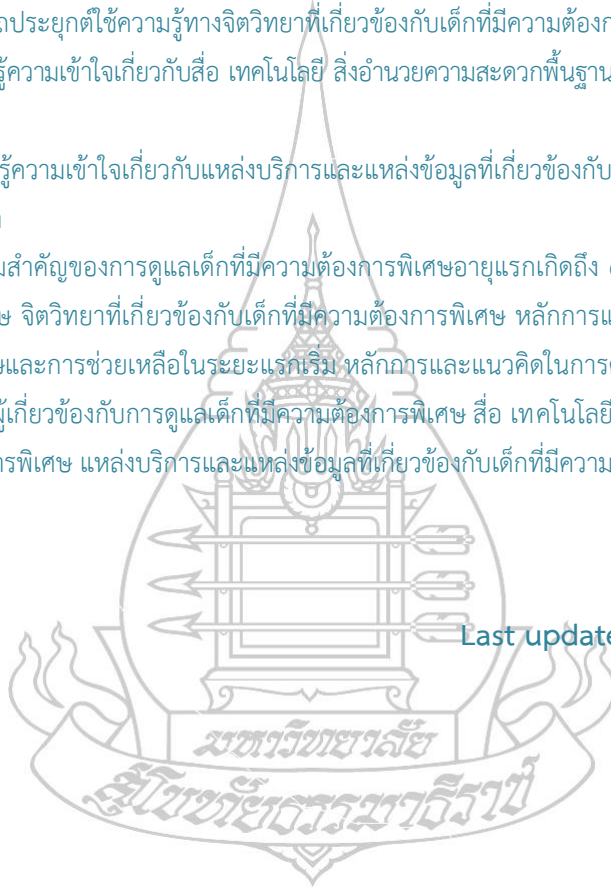 ประยุกต์ใช้ความรู้ทางจิตวิทยาที่เกี่ยวข้องกับเด็กที่มีความต้องก
รู้ความเข้าใจเกี่ยวกับสื่อ เทคโนโลยี สิ่งอำนวยความสะดวกพื้นฐาน
รู้ความเข้าใจเกี่ยวกับแหล่งบริการและแหล่งข้อมูลที่เกี่ยวข้องกับ
มสำคัญของการดูแลเด็กที่มีความต้องการพิเศษอายุแรกเกิดถึง
ษ จิตวิทยาที่เกี่ยวข้องกับเด็กที่มีความต้องการพิเศษ หลักการแ
ษและการช่วยเหลือในระยะแรกเริ่ม หลักการและแนวคิดในการ
ผู้เกี่ยวข้องกับการดูแลเด็กที่มีความต้องการพิเศษ สื่อ เทคโนโลยี
ารพิเศษ แหล่งบริการและแหล่งข้อมูลที่เกี่ยวข้องกับเด็กที่มีความ
Last update
มหาวิทยาลัย
สุโขทัยธรรมาธิราช